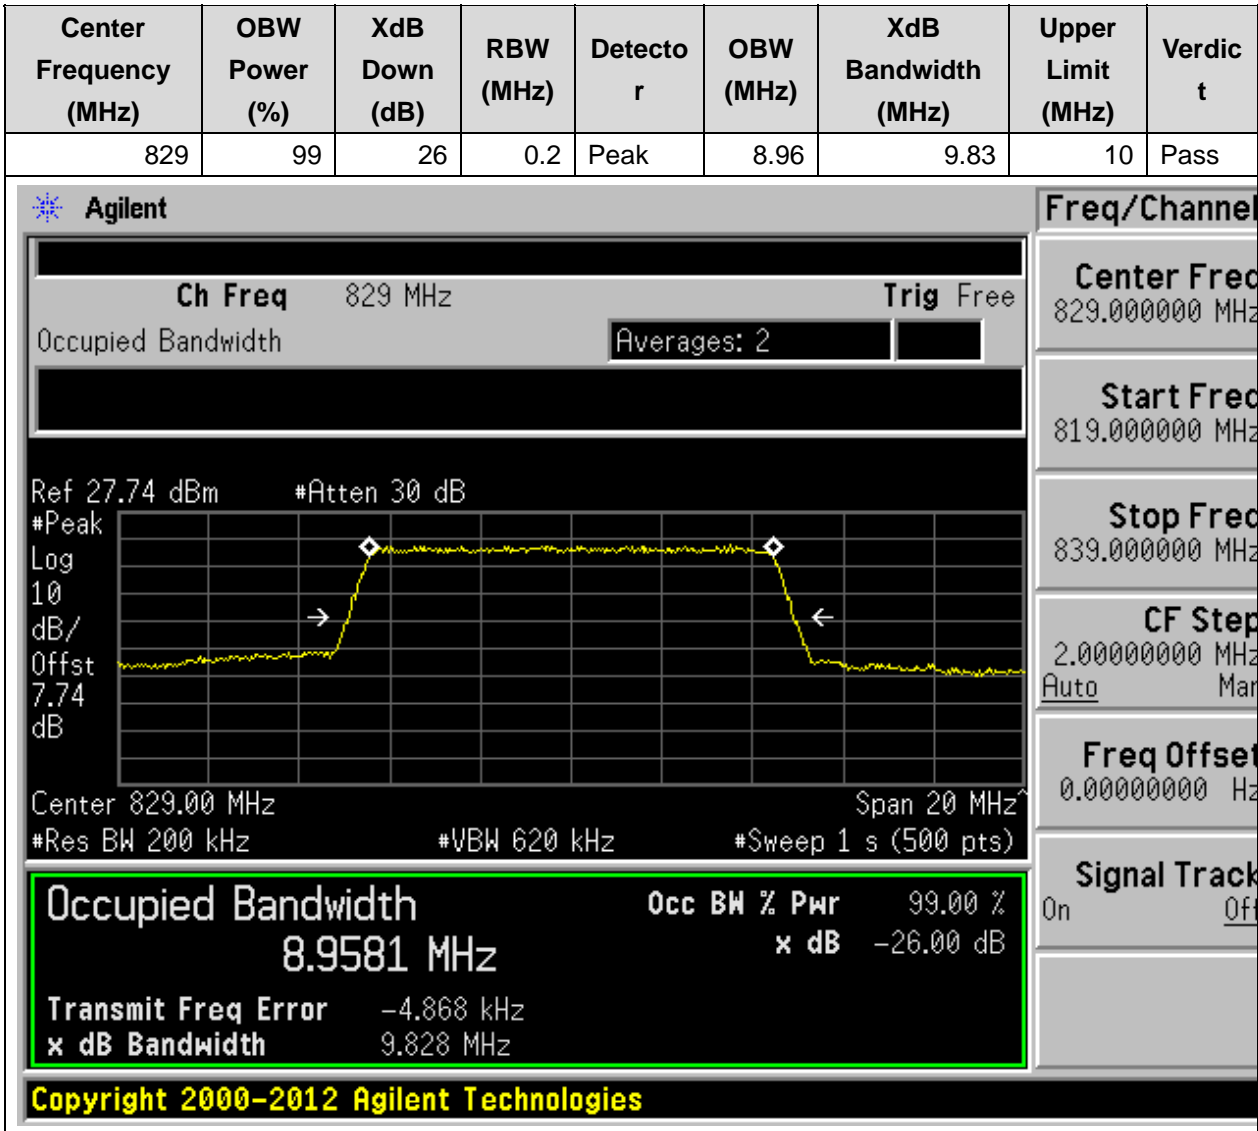 Center Frequency (MHz) OBW Power (%) XdB Down (dB) RBW (MHz) Detecto r OBW (MHz) XdB Bandwidth (MHz) Upper Limit (MHz) Verdic t
829 99 26 0.2 Peak 8.96 9.83 10 Pass
Agilent
Freq/Channel
Ch Freq 829 MHz Trig Free
Occupied Bandwidth Averages: 2
Center Freq
829.000000 MHz
Start Freq
819.000000 MHz
Stop Freq
839.000000 MHz
CF Step
2.00000000 MHz
Auto Man
Freq Offset
0.00000000 Hz
Signal Track
On Off
Ref 27.74 dBm #Atten 30 dB
#Peak
Log
10
dB/
Offst
7.74
dB
Center 829.00 MHz Span 20 MHz^
#Res BW 200 kHz #VBW 620 kHz #Sweep 1 s (500 pts)
Occupied Bandwidth Occ BW % Pwr 99.00 %
8.9581 MHz x dB -26.00 dB
Transmit Freq Error -4.868 kHz
x dB Bandwidth 9.828 MHz
Copyright 2000-2012 Agilent Technologies